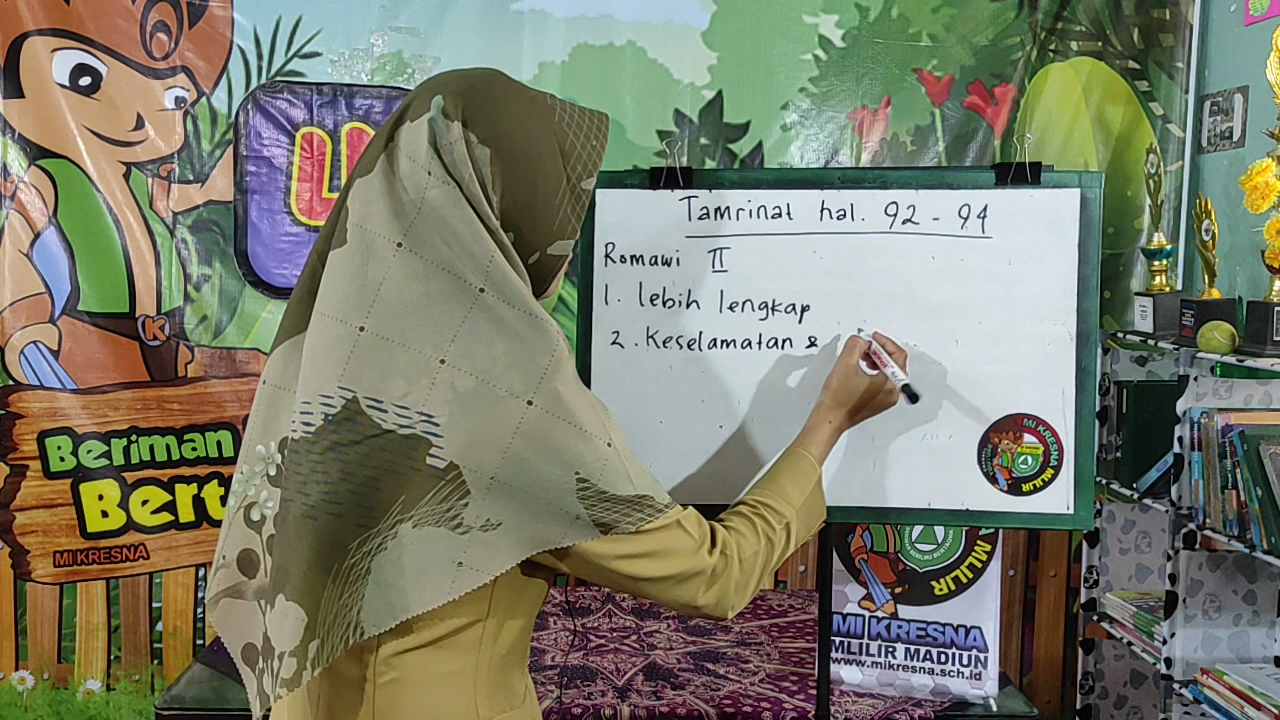 Tamrinat hal. 92 - 94
Romawi II
1. lebih lengkap
2. Keselamatan &
Beriman
Bert
MI KRESNA
MI KRESNA MLILIR
MLILIR
MI KRESNA
MLILIR MADIUN
www.mikresna.sch.id